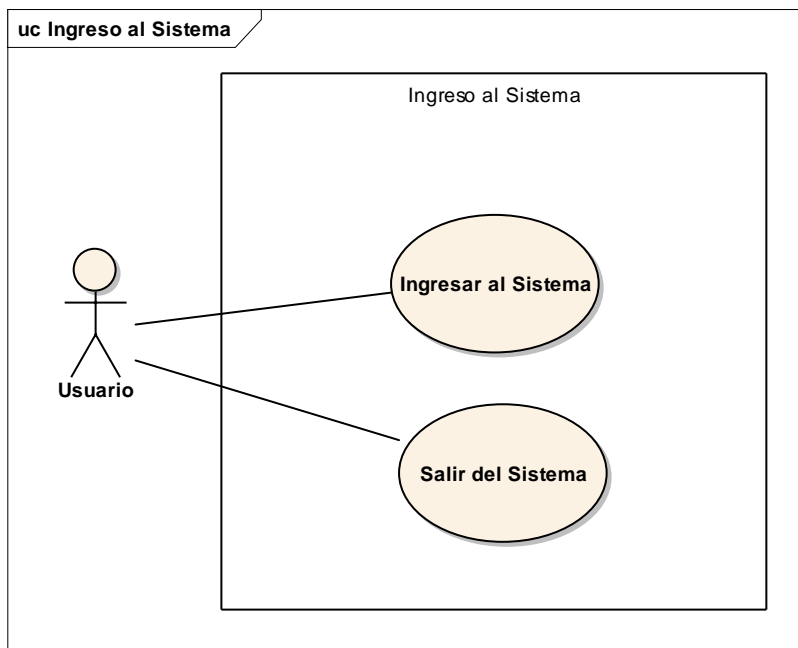 uc Ingreso al Sistema
Ingreso al Sistema
Ingresar al Sistema
Usuario
Salir del Sistema